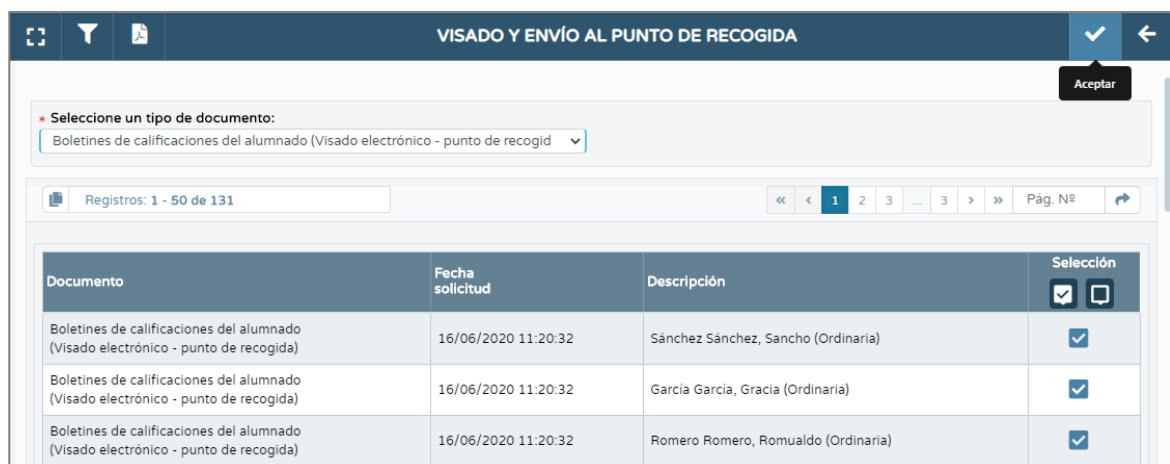 VISADO Y ENVÍO AL PUNTO DE RECOGIDA
Aceptar
* Seleccione un tipo de documento:
Boletines de calificaciones del alumnado (Visado electrónico - punto de recogid
Registros: 1 - 50 de 131
« < 1 2 3 ... 3 > » Pág. Nº
Documento Fecha solicitud Descripción Selección
Boletines de calificaciones del alumnado
(Visado electrónico - punto de recogida) 16/06/2020 11:20:32 Sánchez Sánchez, Sancho (Ordinaria)
Boletines de calificaciones del alumnado
(Visado electrónico - punto de recogida) 16/06/2020 11:20:32 García García, Gracia (Ordinaria)
Boletines de calificaciones del alumnado
(Visado electrónico - punto de recogida) 16/06/2020 11:20:32 Romero Romero, Romualdo (Ordinaria)